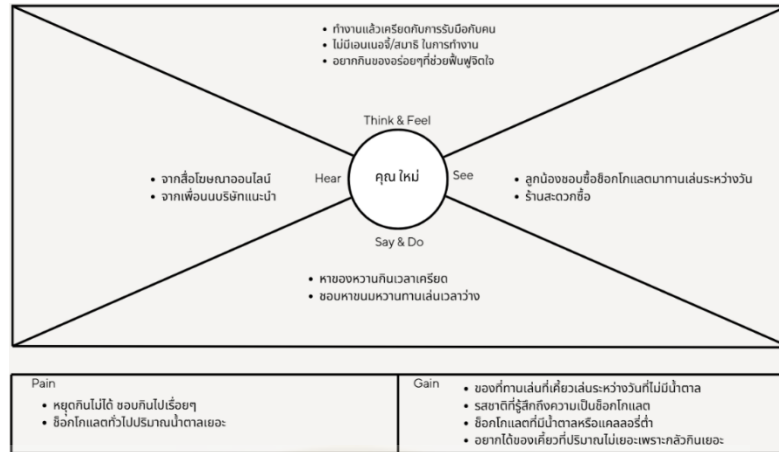 • ทำงานแล้วเครียดกับการรับมือกับคน
• ไม่มีเอนเนอจี้/สมาธิ ในการทำงาน
• อยากกินของอร่อยๆที่ช่วยฟื้นฟูจิตใจ
Think & Feel
• จากสื่อโฆษณาออนไลน์
• จากเพื่อนนบริษัทแนะนำ
Hear
คุณ ใหม่
See
• ลูกน้องชอบซื้อช็อกโกแลตมาทานเล่นระหว่างวัน
• ร้านสะดวกซื้อ
Say & Do
• หาของหวานกินเวลาเครียด
• ชอบหาขนมหวานทานเล่นเวลาว่าง
Pain
• หยุดกินไม่ได้ ชอบกินไปเรื่อยๆ
• ช็อกโกแลตทั่วไปปริมาณน้ำตาลเยอะ
Gain
• ของที่ทานเล่นที่เคี้ยวเล่นระหว่างวันที่ไม่มีน้ำตาล
• รสชาติที่รู้สึกถึงความเป็นช็อกโกแลต
• ช็อกโกแลตที่มีน้ำตาลหรือแคลลอรี่ต่ำ
• อยากได้ของเคี้ยวที่ปริมาณไม่เยอะเพราะกลัวกินเยอะ